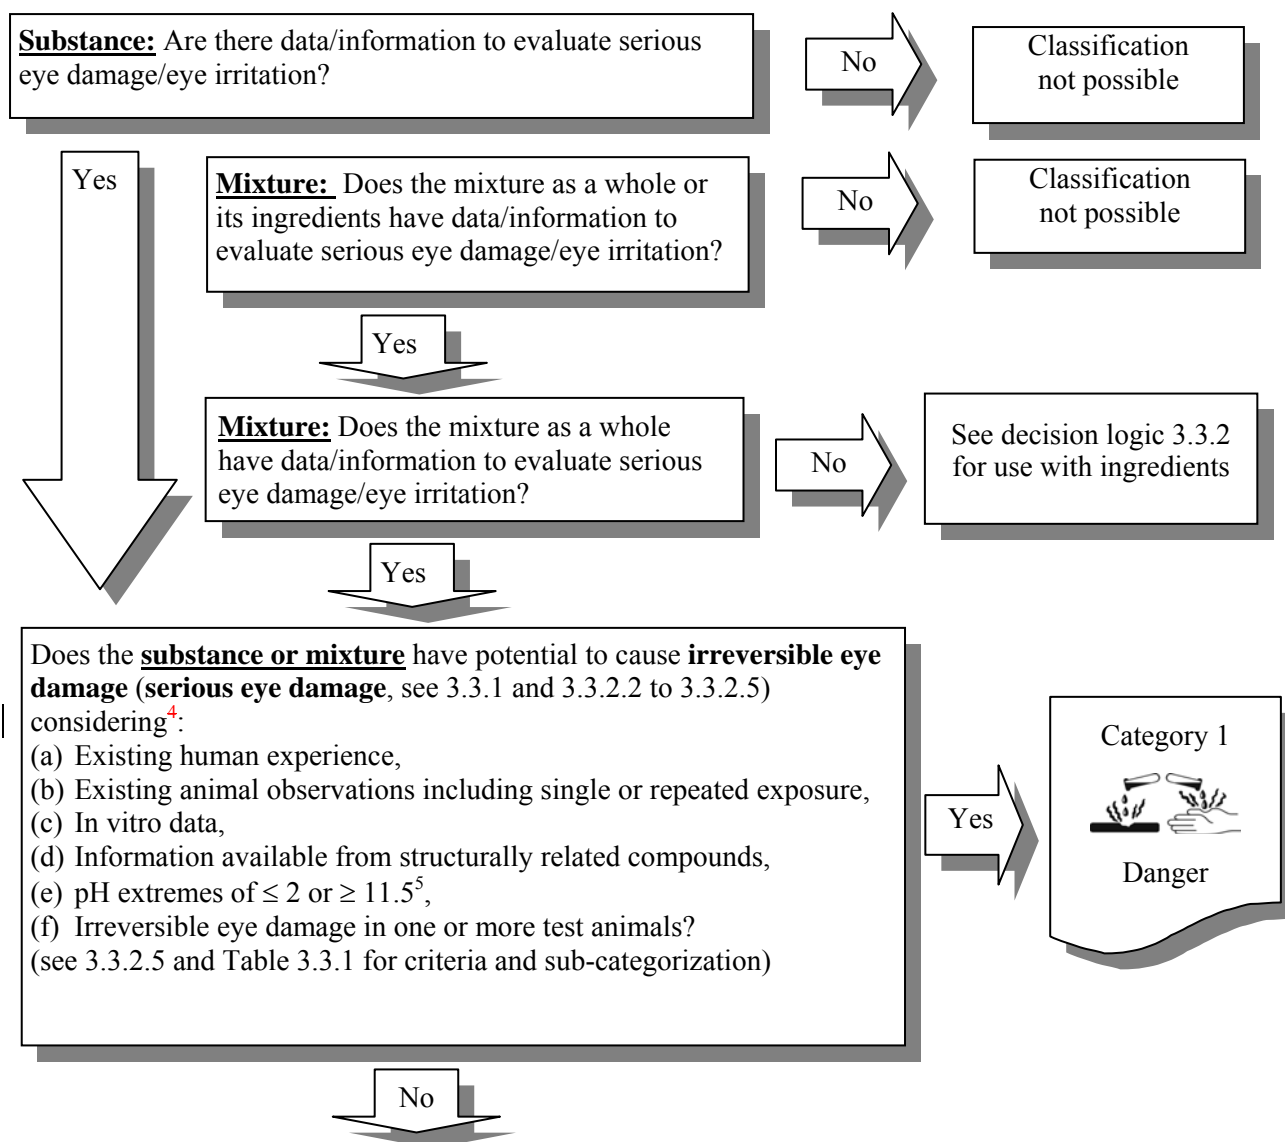 Substance: Are there data/information to evaluate serious
eye damage/eye irritation?
No
Classification
not possible
Yes
Mixture: Does the mixture as a whole or
its ingredients have data/information to
evaluate serious eye damage/eye irritation?
No
Classification
not possible
Yes
Mixture: Does the mixture as a whole
have data/information to evaluate serious
eye damage/eye irritation?
No
See decision logic 3.3.2
for use with ingredients
Yes
Does the substance or mixture have potential to cause irreversible eye
damage (serious eye damage, see 3.3.1 and 3.3.2.2 to 3.3.2.5)
considering⁴:
(a) Existing human experience,
(b) Existing animal observations including single or repeated exposure,
(c) In vitro data,
(d) Information available from structurally related compounds,
(e) pH extremes of ≤ 2 or ≥ 11.5⁵,
(f) Irreversible eye damage in one or more test animals?
(see 3.3.2.5 and Table 3.3.1 for criteria and sub-categorization)
Yes
Category 1
Danger
No